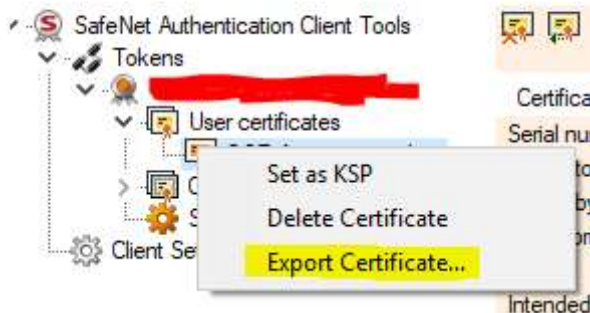 SafeNet Authentication Client Tools
Tokens
Certifica
User certificates
Serial nu
Set as KSP
Delete Certificate
Client Se
Export Certificate...
Intended